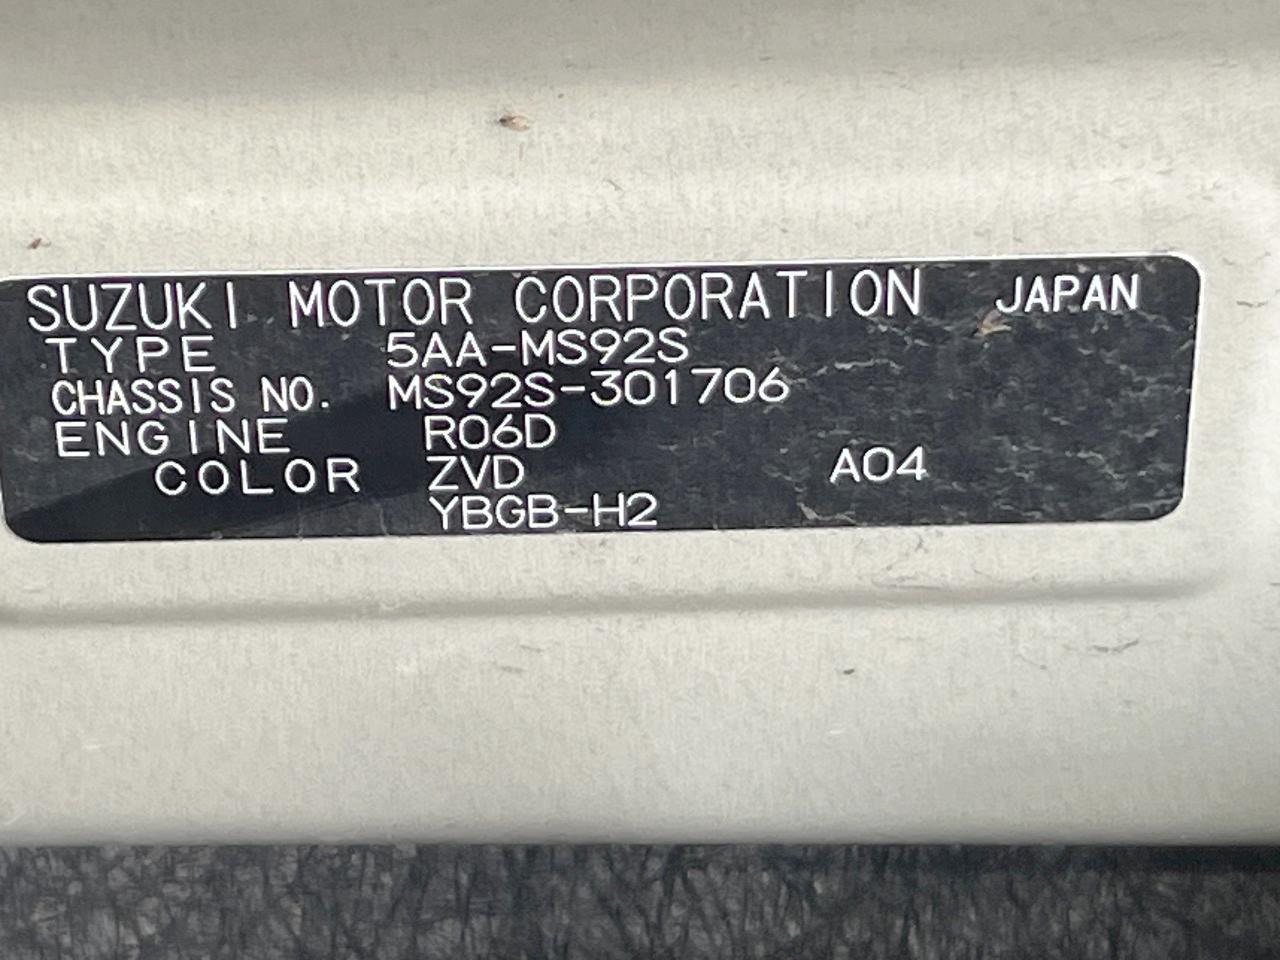 SUZUKI MOTOR CORPORATION JAPAN
TYPE 5AA-MS92S
CHASSIS NO. MS92S-301706
ENGINE R06D
COLOR ZVD A04
YBGB-H2